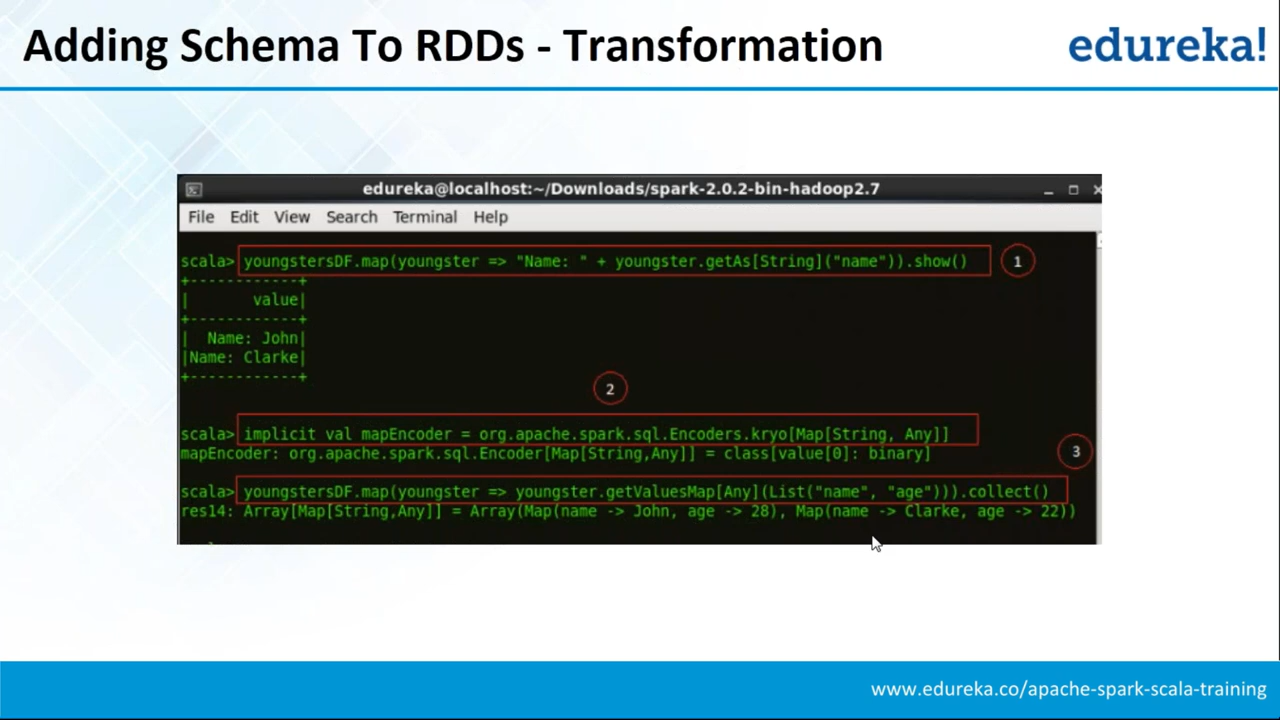 Adding Schema To RDDs - Transformation
edureka!
edureka@localhost:~/Downloads/spark-2.0.2-bin-hadoop2.7
File Edit View Search Terminal Help
scala> youngstersDF.map(youngster => "Name: " + youngster.getAs[String]("name")).show()
1
+------------+
|       value|
+------------+
|  Name: John|
|Name: Clarke|
+------------+
2
scala> implicit val mapEncoder = org.apache.spark.sql.Encoders.kryo[Map[String, Any]]
mapEncoder: org.apache.spark.sql.Encoder[Map[String,Any]] = class[value[0]: binary]
3
scala> youngstersDF.map(youngster => youngster.getValuesMap[Any](List("name", "age"))).collect()
res14: Array[Map[String,Any]] = Array(Map(name -> John, age -> 28), Map(name -> Clarke, age -> 22))
www.edureka.co/apache-spark-scala-training